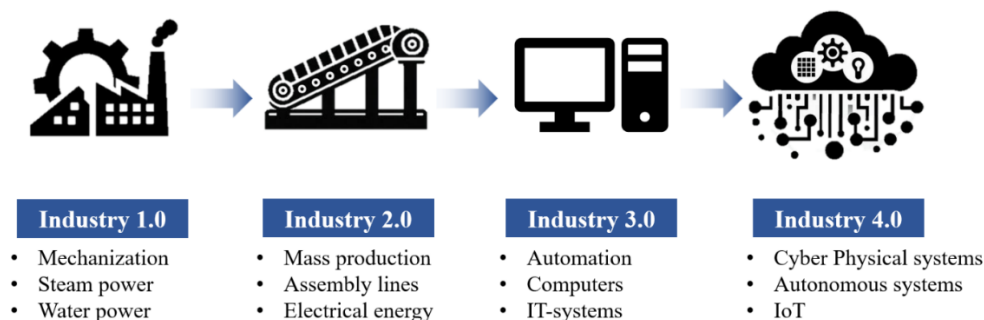 Industry 1.0
• Mechanization
• Steam power
• Water power
Industry 2.0
• Mass production
• Assembly lines
• Electrical energy
Industry 3.0
• Automation
• Computers
• IT-systems
Industry 4.0
• Cyber Physical systems
• Autonomous systems
• IoT